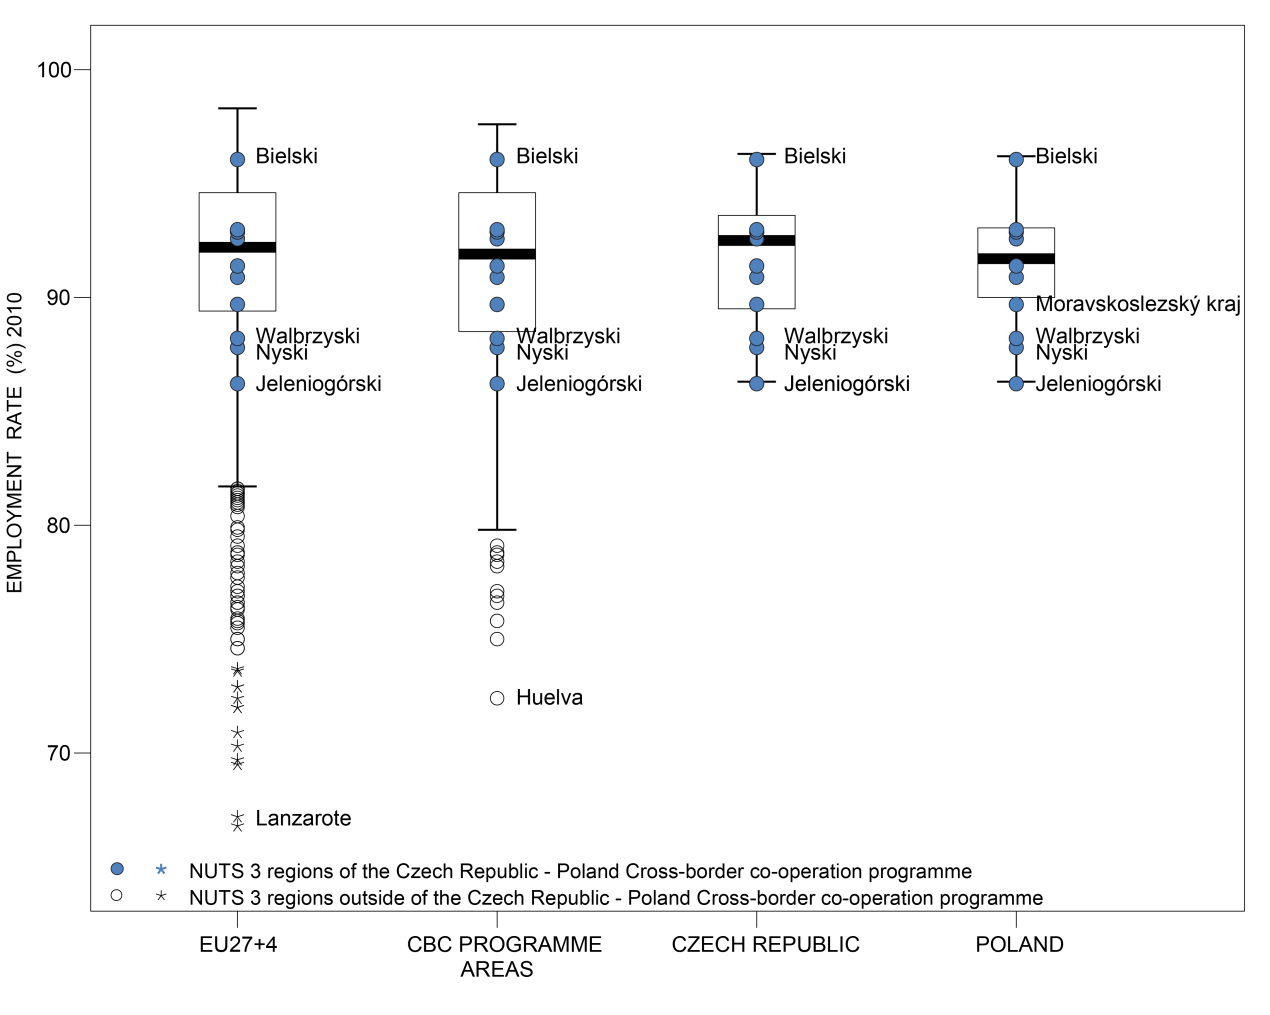 100
90
80
70
EMPLOYMENT RATE (%) 2010
Bielski
Walbrzyski
Nyski
Jeleniogórski
Lanzarote
Bielski
Walbrzyski
Nyski
Jeleniogórski
Huelva
Bielski
Walbrzyski
Nyski
Jeleniogórski
Bielski
Moravskoslezský kraj
Walbrzyski
Nyski
Jeleniogórski
NUTS 3 regions of the Czech Republic - Poland Cross-border co-operation programme
NUTS 3 regions outside of the Czech Republic - Poland Cross-border co-operation programme
EU27+4
CBC PROGRAMME
AREAS
CZECH REPUBLIC
POLAND